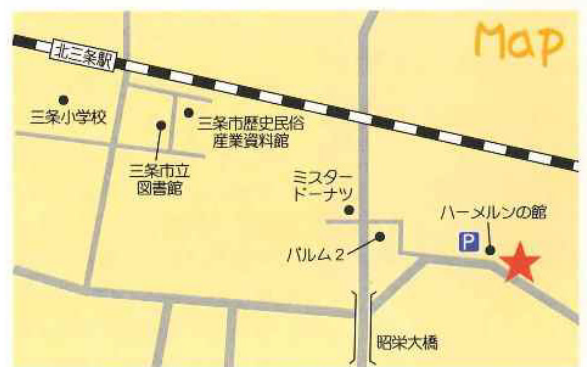 Map
北三条駅
三条小学校
三条市歴史民俗
産業資料館
三条市立
図書館
ミスター
ドーナツ
ハーメルンの館
P
パルム2
昭栄大橋